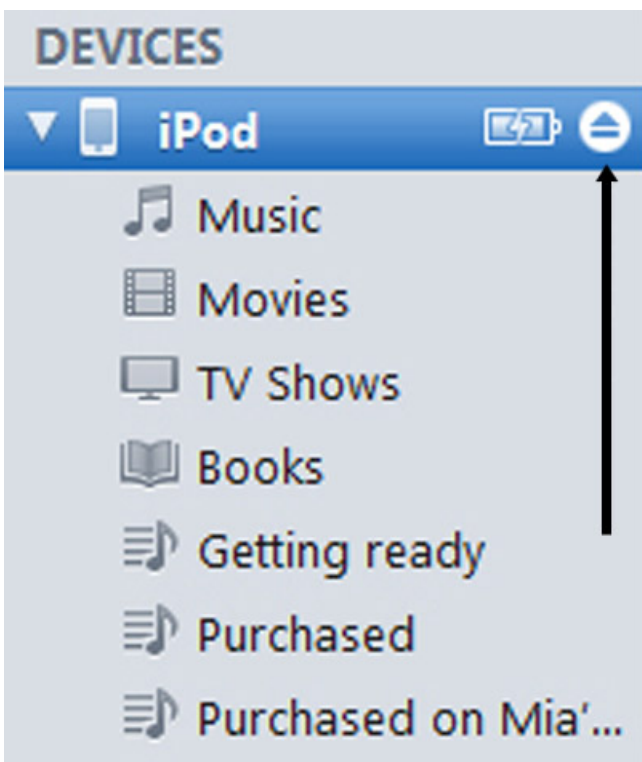 DEVICES
iPod
Music
Movies
TV Shows
Books
Getting ready
Purchased
Purchased on Mia'...